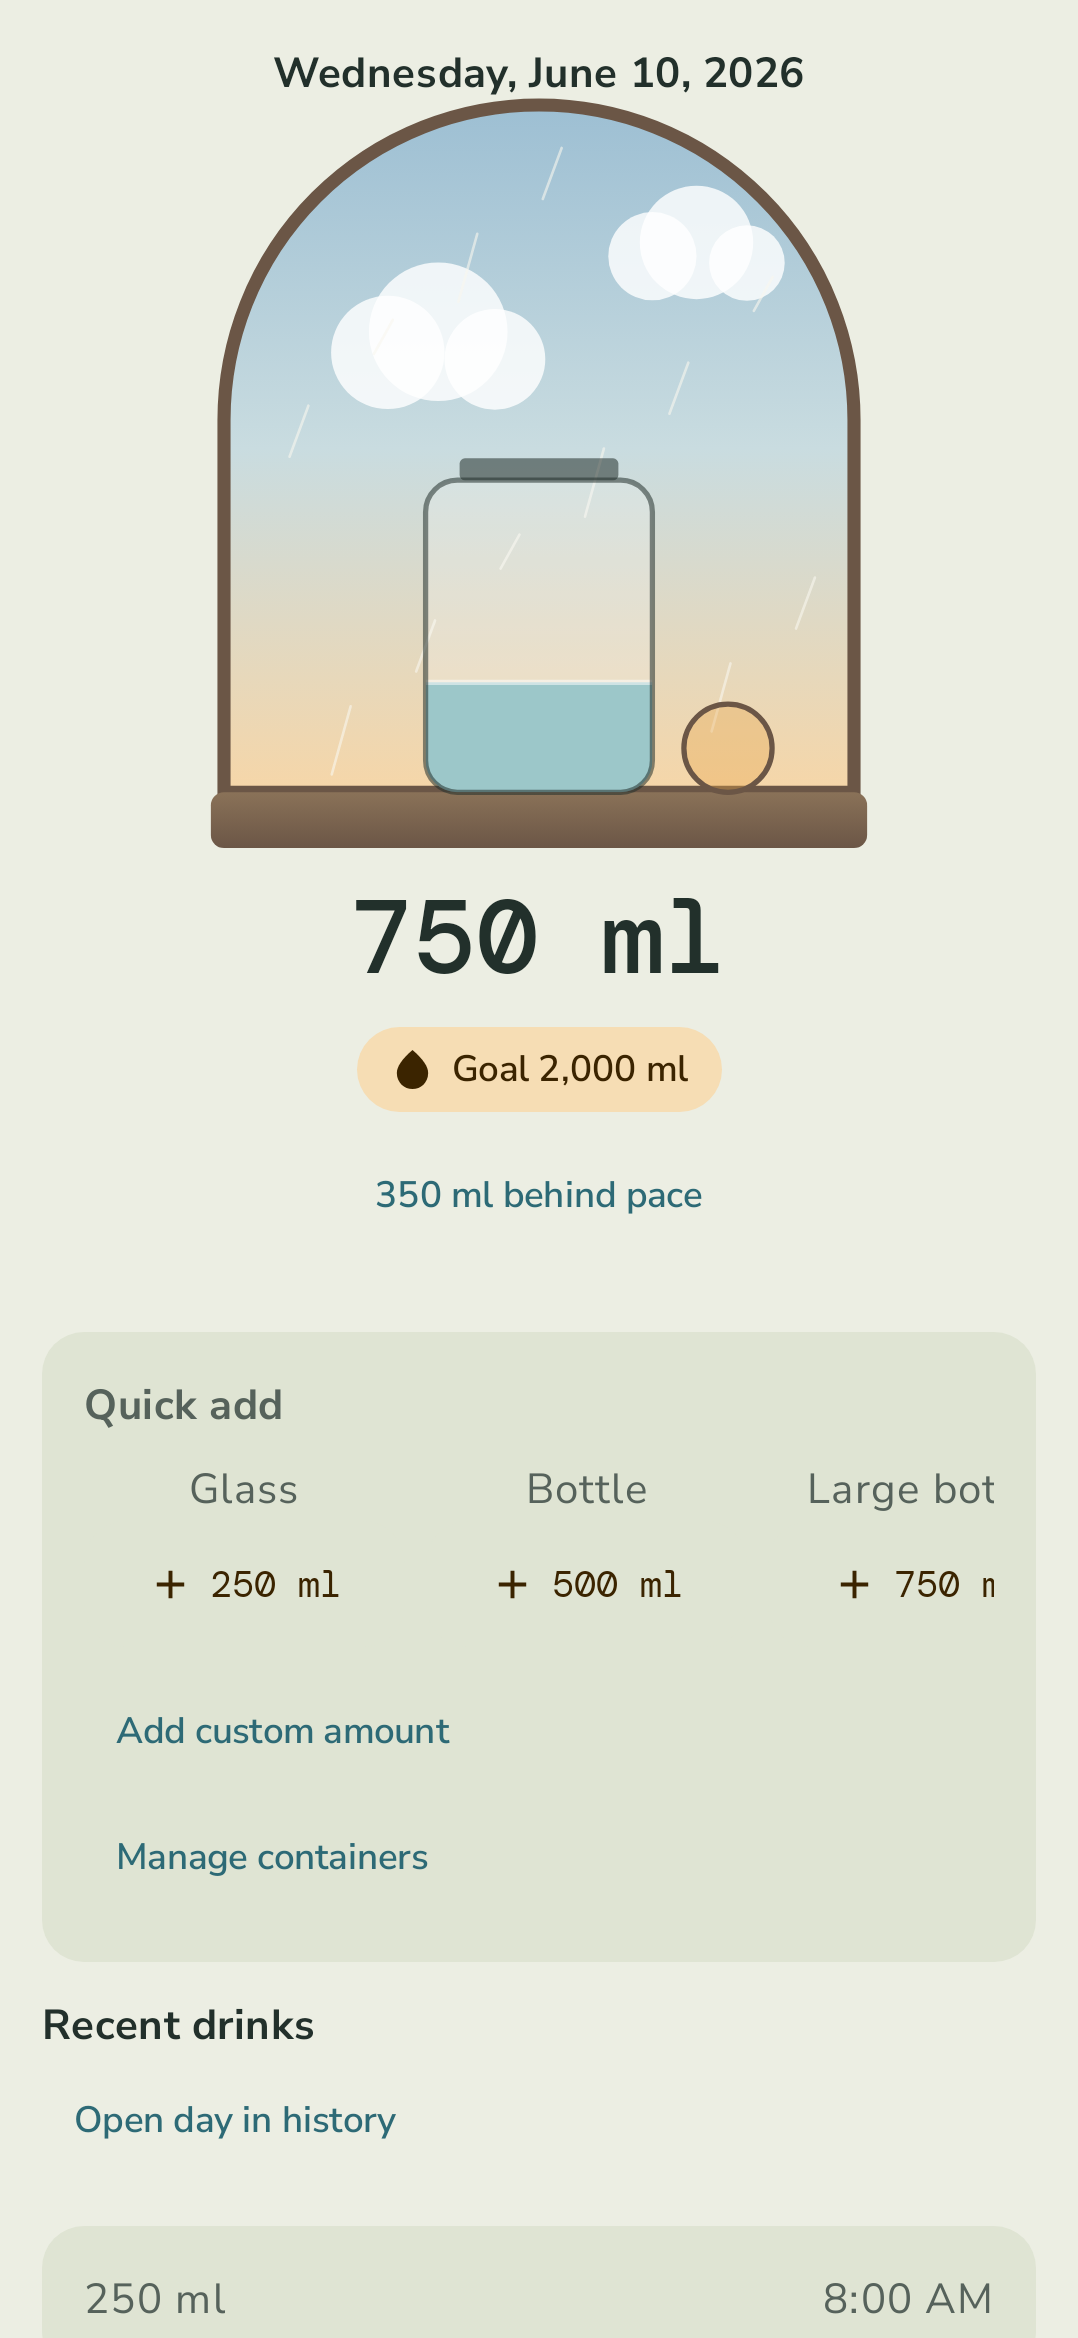 Wednesday, June 10, 2026
750 ml
Goal 2,000 ml
350 ml behind pace
Quick add
Glass Bottle Large bot
+ 250 ml + 500 ml + 750 m
Add custom amount
Manage containers
Recent drinks
Open day in history
250 ml 8:00 AM